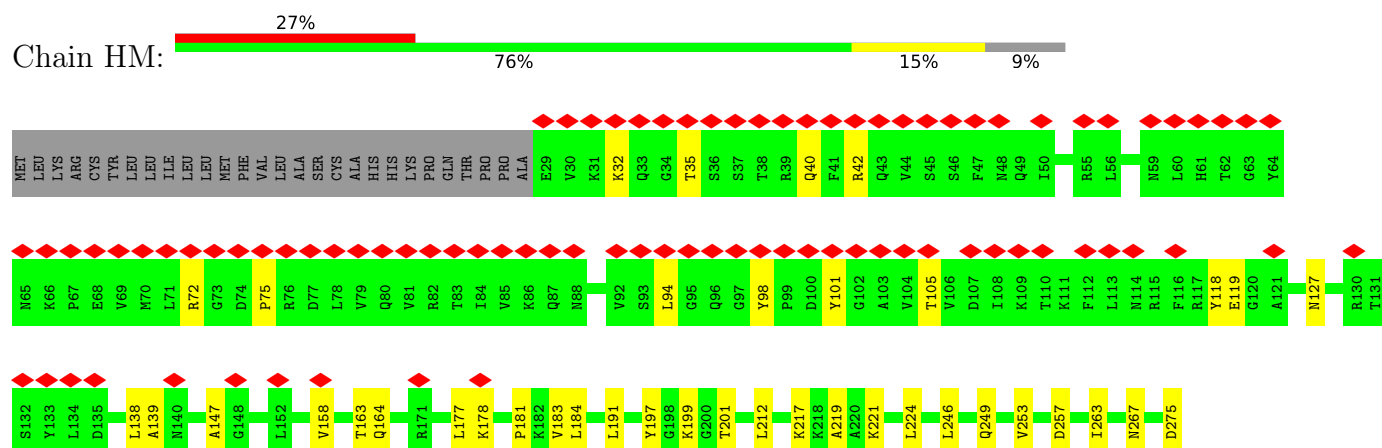 27%
Chain HM:
76% 15% 9%
MET LEU LYS ARG CYS TYR LEU LEU ILE LEU LEU MET PHE VAL LEU ALA SER CYS ALA HIS HIS LYS PRO GLN THR PRO PRO ALA E29 V30 K31 K32 Q33 G34 T35 S36 S37 T38 R39 Q40 F41 R42 Q43 V44 S45 S46 F47 N48 Q49 I50 R55 L56 N59 L60 H61 T62 G63 Y64
N65 K66 P67 E68 V69 M70 L71 R72 G73 D74 P75 R76 D77 L78 V79 Q80 V81 R82 T83 I84 V85 K86 Q87 N88 V92 S93 L94 G95 Q96 G97 Y98 P99 D100 Y101 G102 A103 V104 T105 V106 D107 I108 K109 T110 K111 F112 L113 N114 R115 F116 R117 Y118 E119 G120 A121 N127 R130 T131
S132 Y133 L134 D135 L138 A139 N140 A147 G148 L152 V158 T163 Q164 R171 L177 K178 P181 K182 V183 L184 L191 Y197 G198 K199 G200 T201 L212 K217 K218 A219 A220 K221 L224 L246 Q249 V253 D257 I263 N267 D275